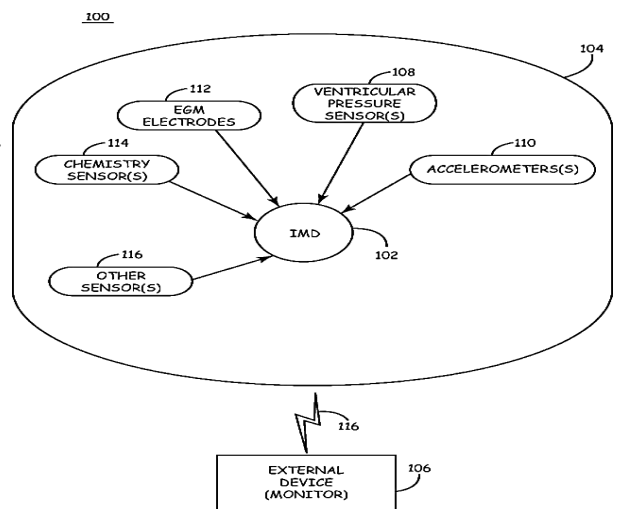 100
104
108
VENTRICULAR
PRESSURE
SENSOR(S)
112
EGM
ELECTRODES
114
CHEMISTRY
SENSOR(S)
110
ACCELEROMETERS(S)
IMD
102
116
OTHER
SENSOR(S)
116
EXTERNAL
DEVICE
(MONITOR)
106